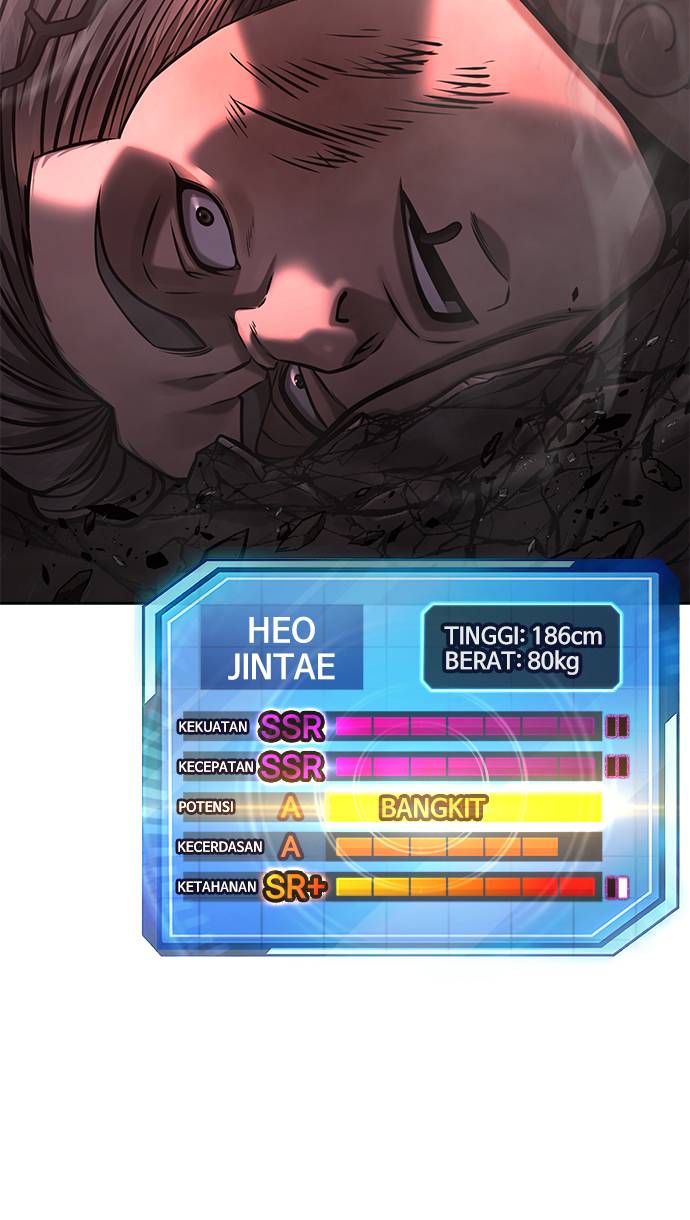 HEO
JINTAE
TINGGI: 186cm
BERAT: 80kg
KEKUATAN SSR
KECEPATAN SSR
POTENSI A BANGKIT
KECERDASAN A
KETAHANAN SR+